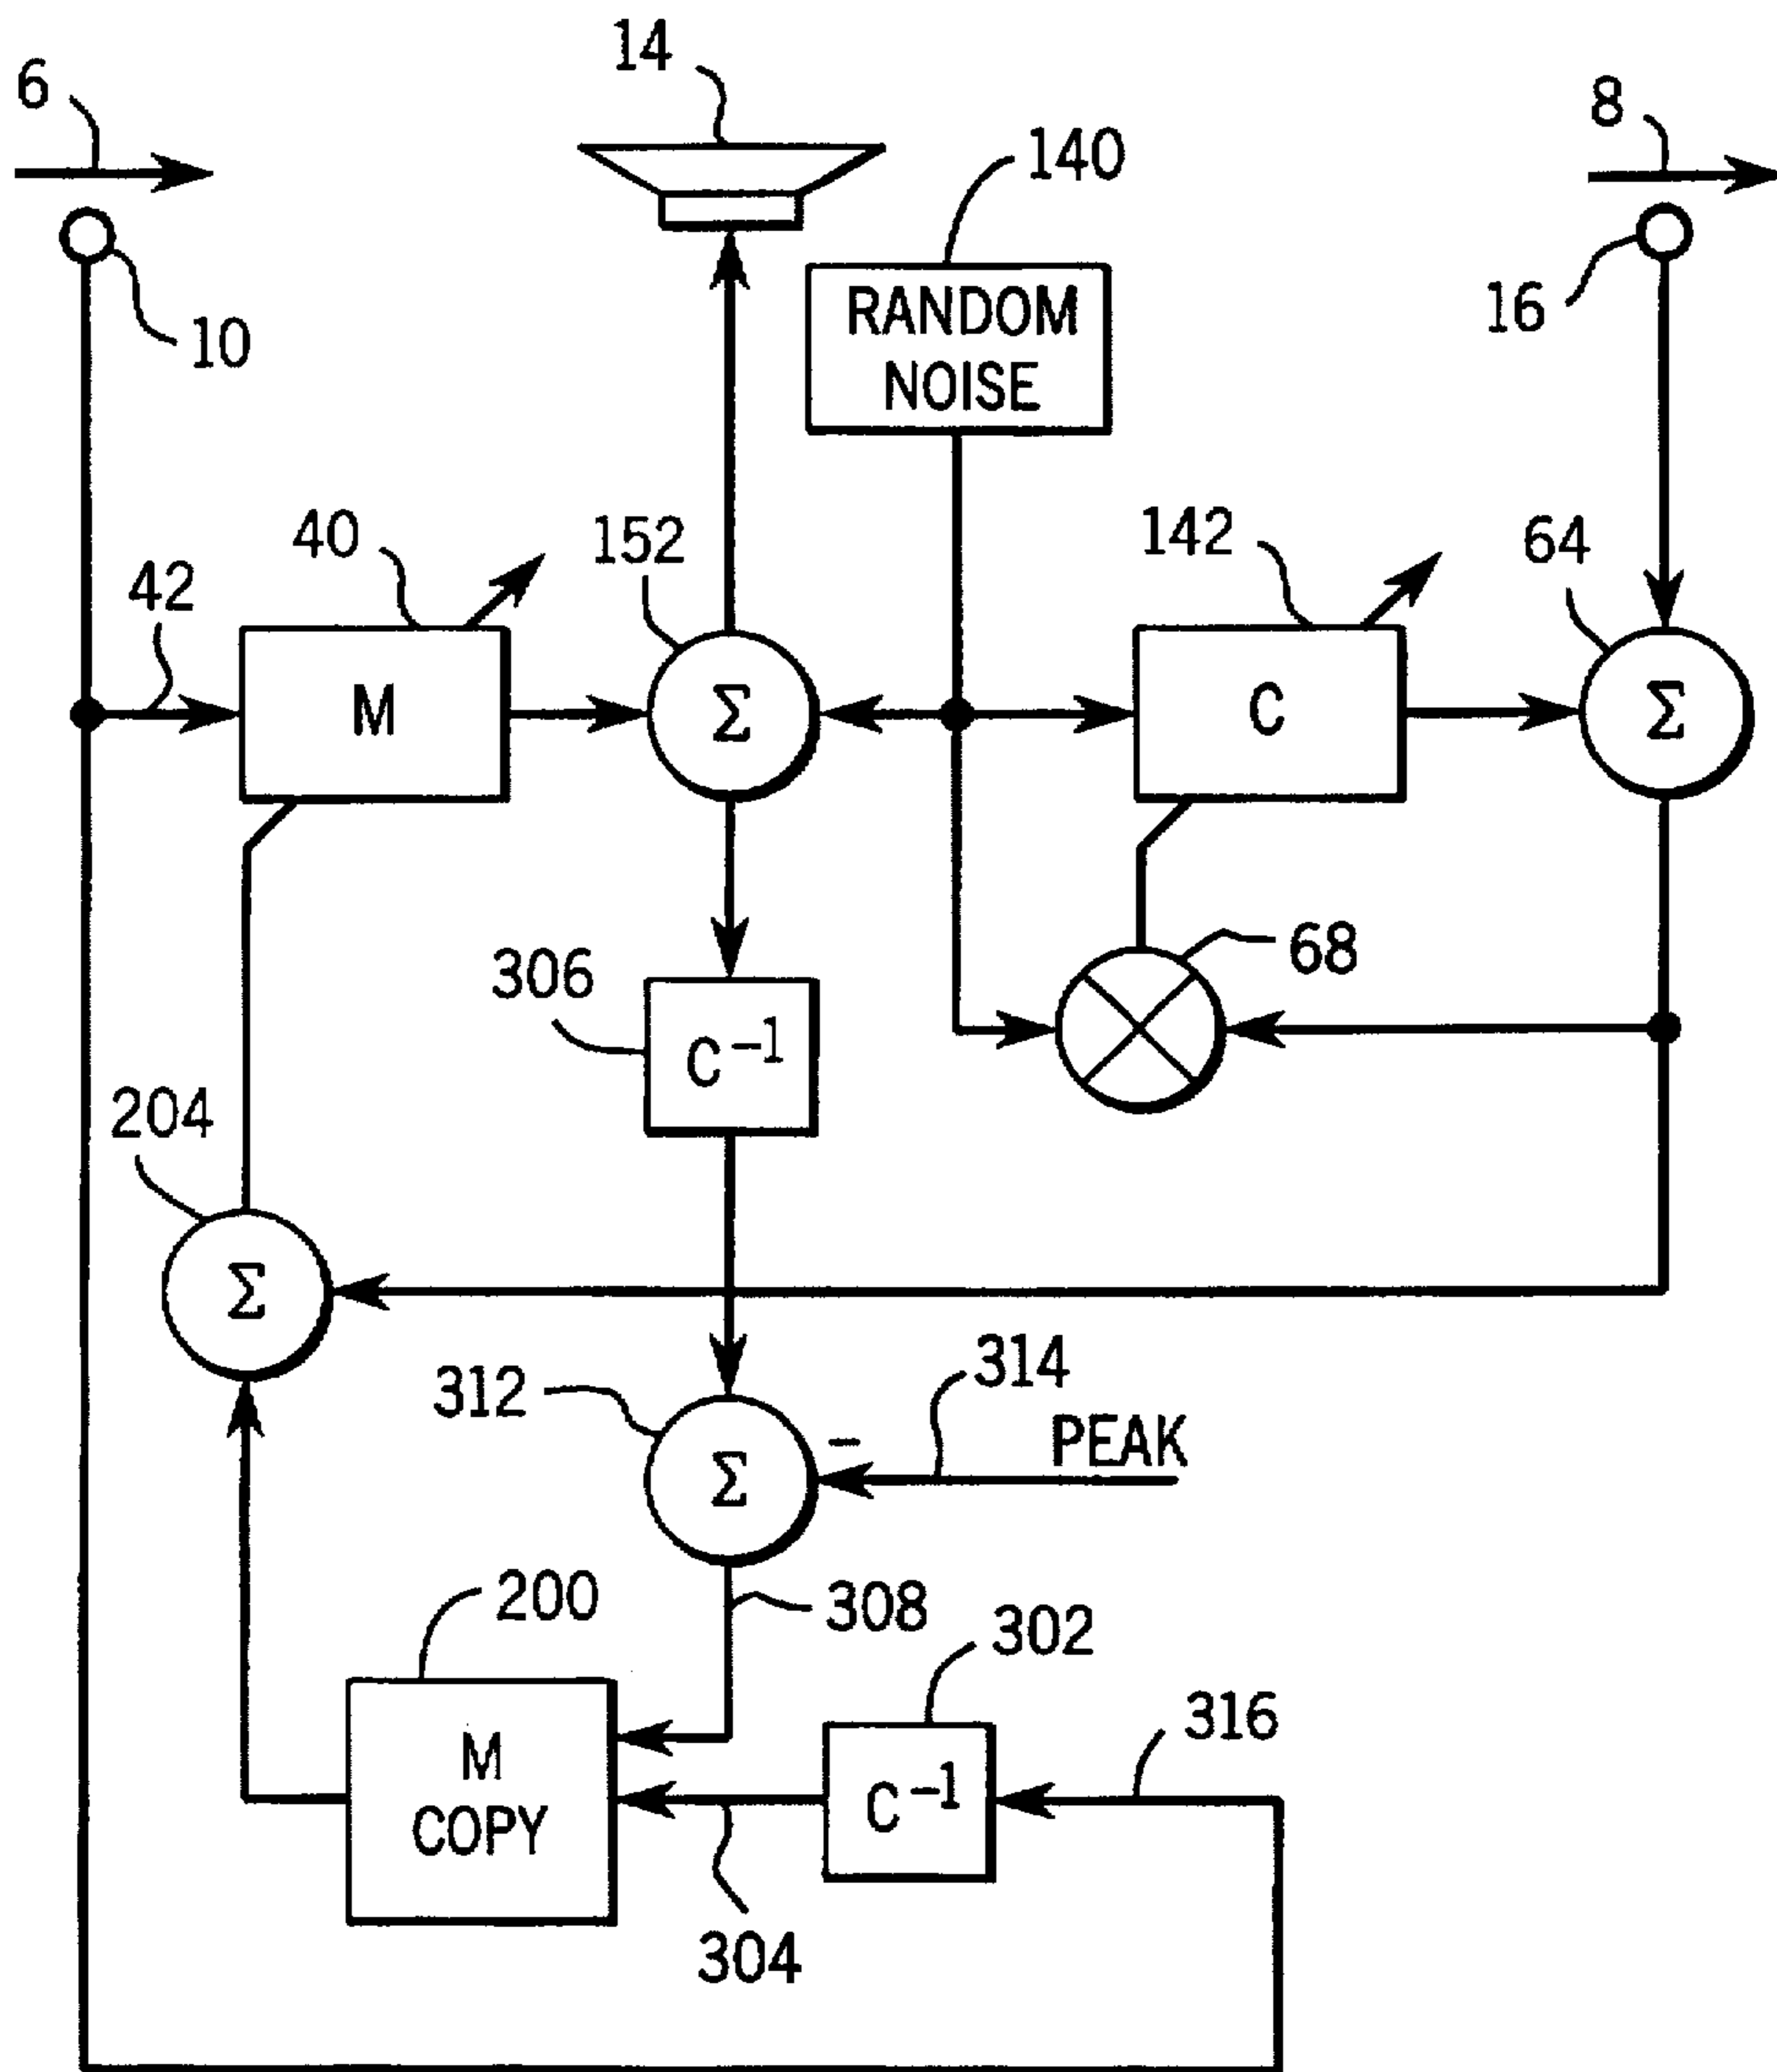 14
6
8
140
RANDOM
NOISE
10
16
40
152
142
64
42
M
Σ
C
Σ
68
306
C⁻¹
204
Σ
314
312
PEAK
-
Σ
200
308
302
316
M
COPY
C⁻¹
304